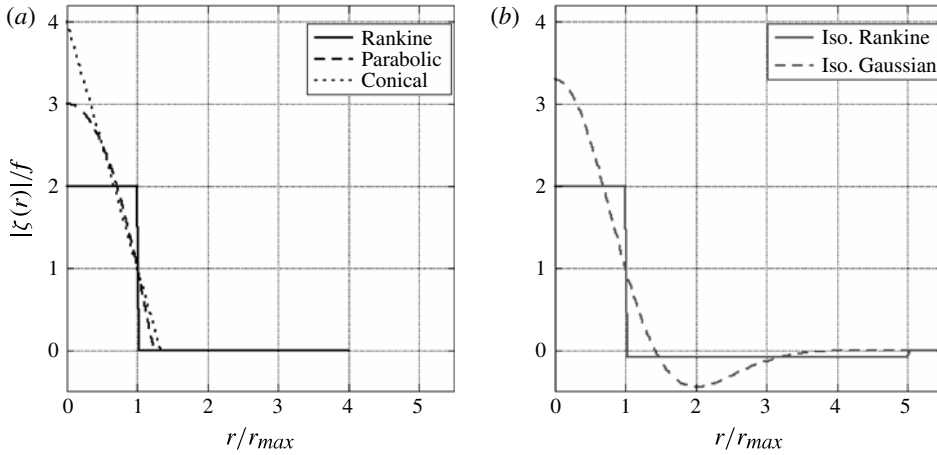 (a)
4
3
2
1
0
|ζ(r)|/f
Rankine
Parabolic
Conical
0 1 2 3 4 5
r/r_max
(b)
4
3
2
1
0
Iso. Rankine
Iso. Gaussian
0 1 2 3 4 5
r/r_max